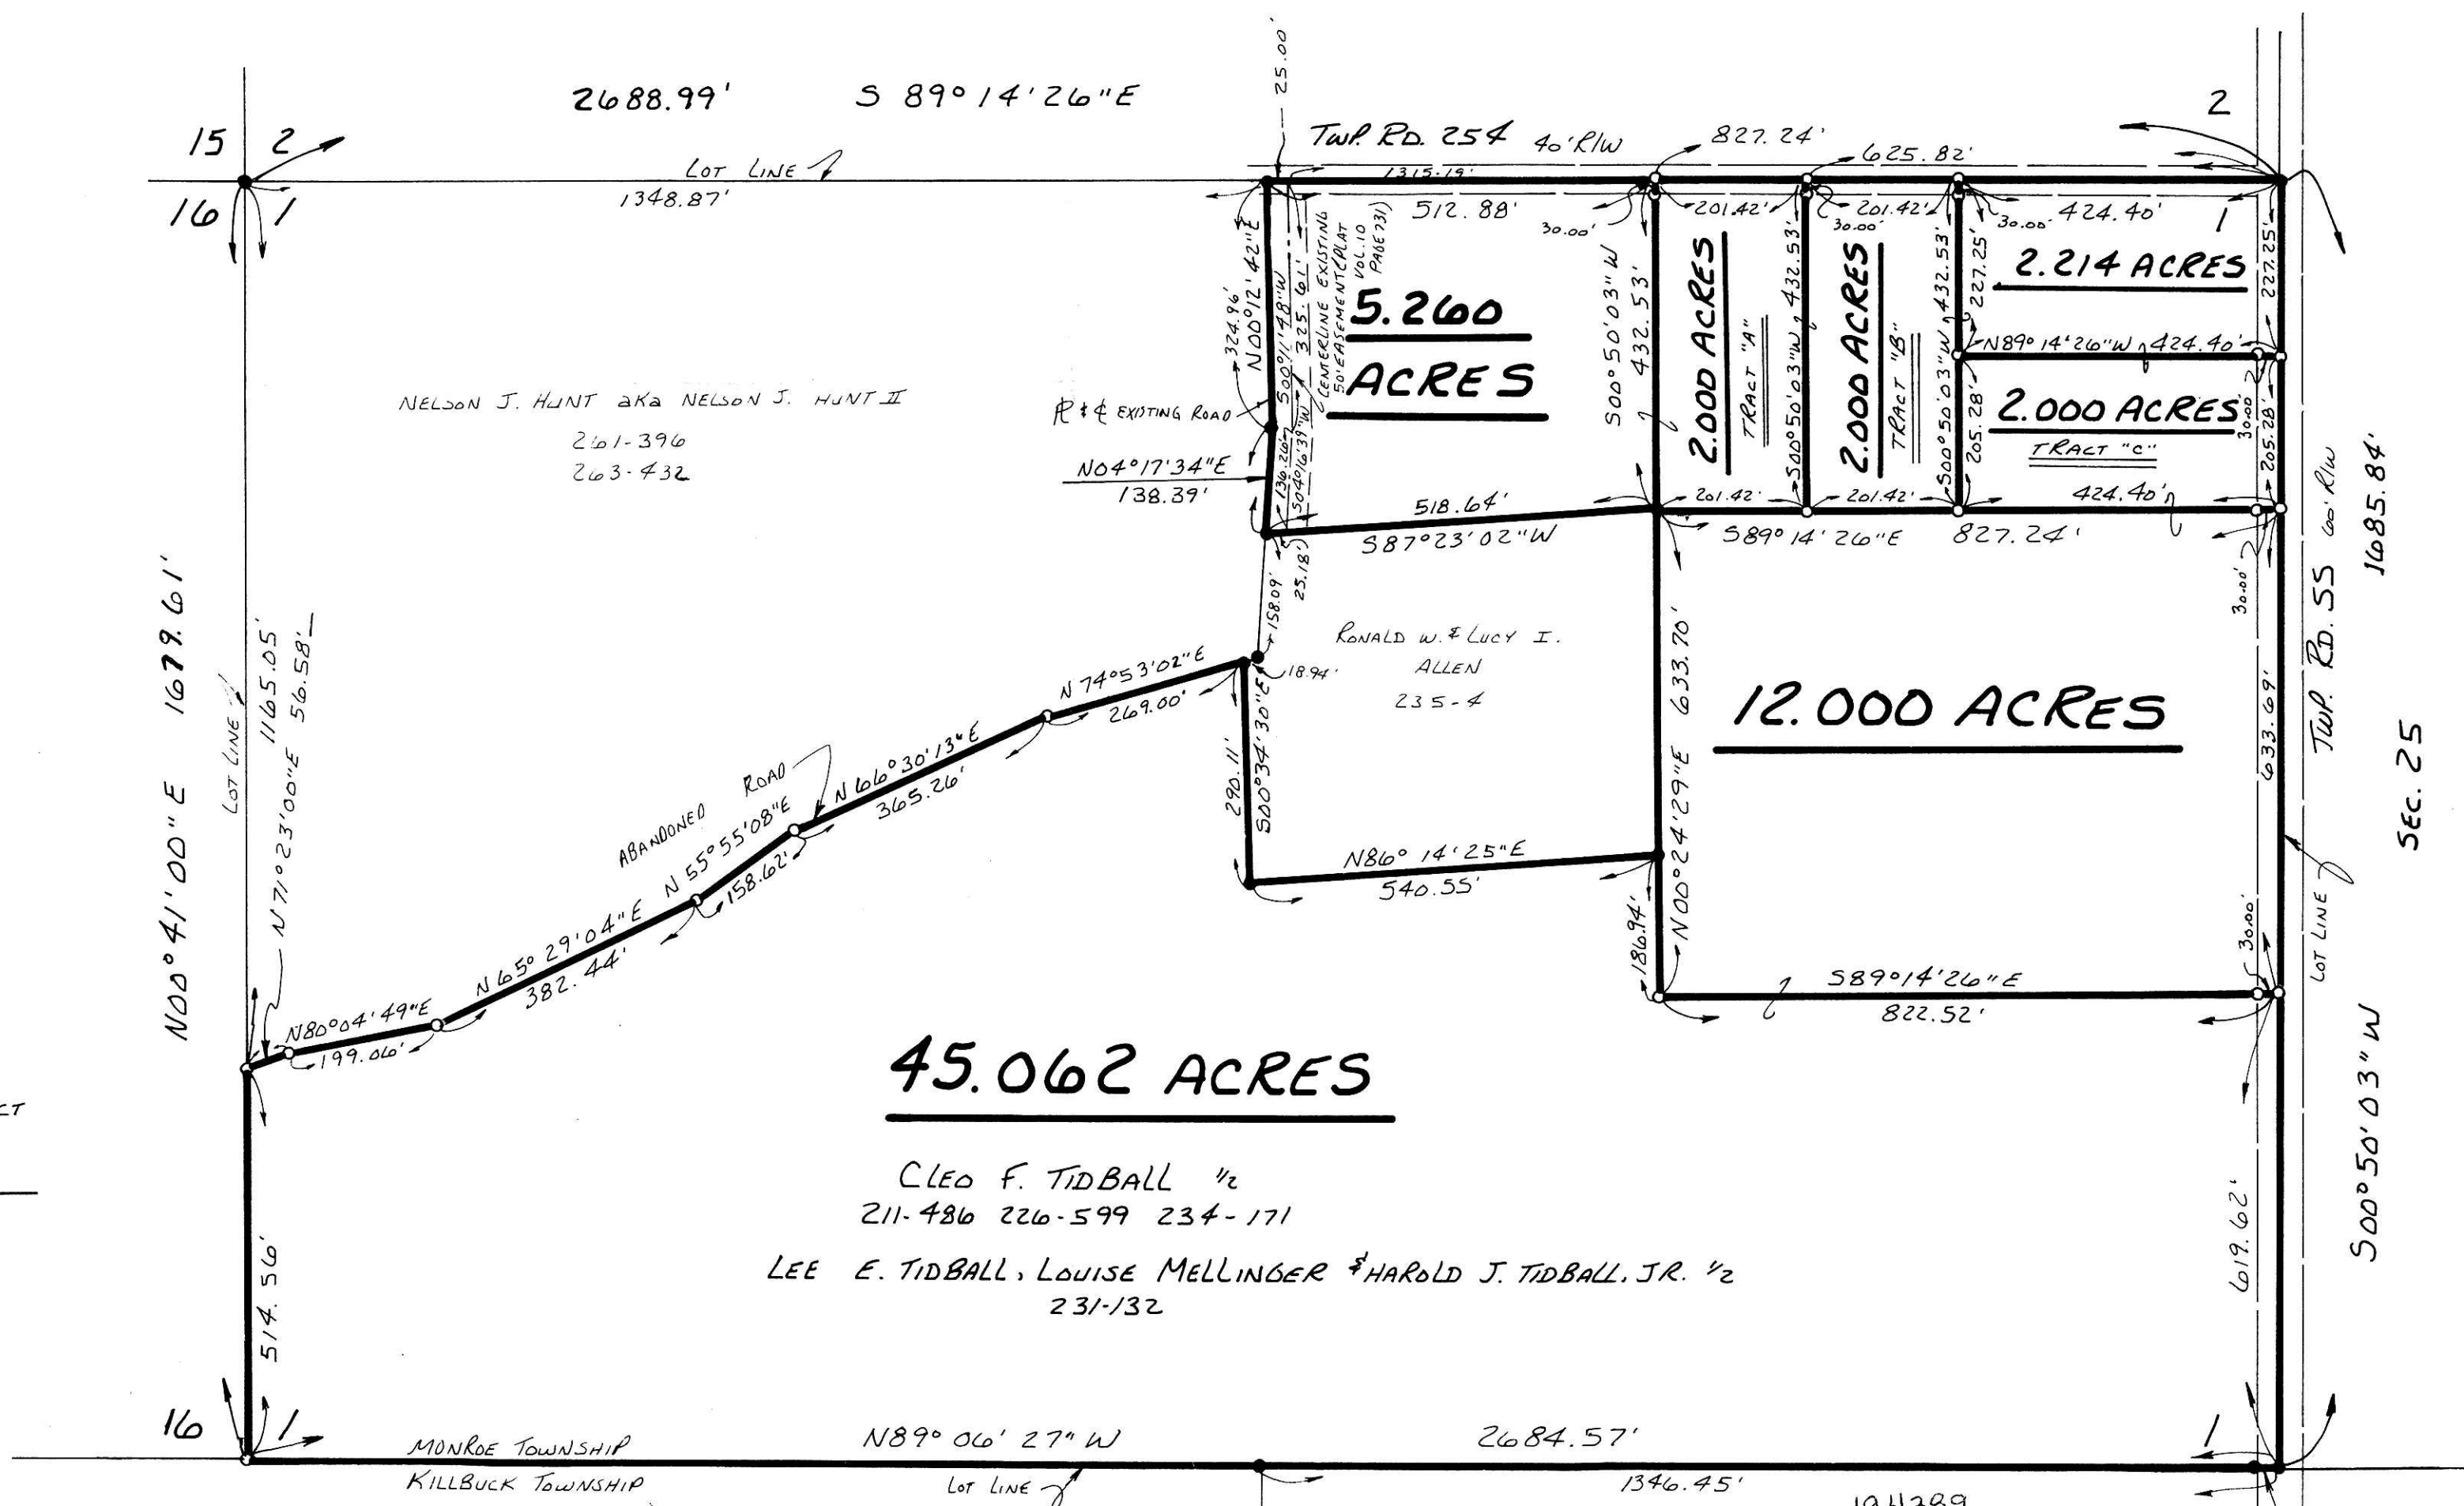 2688.99' S 89° 14' 26" E
25.00'
15 2
16 1
LOT LINE
1348.87'
TWP. RD. 254 40' R/W
827.24'
625.82'
2
1315.19'
512.88'
30.00'
201.42'
30.00'
201.42'
30.00'
424.40'
1
N00° 12' 42" E
324.96'
S00° 11' 48" W
325.61'
CENTERLINE EXISTING
50' EASEMENT (PLAT
VOL. 10
PAGE 731)
5.260
ACRES
S00° 50' 03" W
432.53'
2.000 ACRES
TRACT "A"
S00° 50' 03" W 432.53'
2.000 ACRES
TRACT "B"
S00° 50' 03" W 432.53'
227.25'
205.28'
2.214 ACRES
227.25'
N89° 14' 26" W 424.40'
2.000 ACRES
TRACT "C"
30.00'
205.28'
NELSON J. HUNT aka NELSON J. HUNT II
261-396
263-432
P & C EXISTING ROAD
N04° 17' 34" E
138.39'
136.26'
S04° 16' 39" W
25.18'
518.64'
S87° 23' 02" W
201.42'
201.42'
424.40'
S89° 14' 26" E 827.24'
30.00'
TWP. RD. SS 60' R/W
1685.84'
S00° 50' 03" W
SEC. 25
LOT LINE
N00° 41' 00" E 1679.61'
LOT LINE
1165.05'
N71° 23' 00" E 56.58'
158.09'
18.94'
RONALD W. & LUCY I.
ALLEN
235-4
633.70'
N00° 24' 29" E
186.94'
12.000 ACRES
633.69'
N 74° 53' 02" E
269.00'
290.11'
S00° 34' 30" E
N 66° 30' 13" E
365.26'
ABANDONED ROAD
N 55° 55' 08" E
158.62'
N86° 14' 25" E
540.55'
N 65° 29' 04" E
382.44'
N80° 04' 49" E
199.06'
30.00'
S89° 14' 26" E
822.52'
45.062 ACRES
CT
CLEO F. TIDBALL 1/2
211-486 226-599 234-171
LEE E. TIDBALL, LOUISE MELLINGER & HAROLD J. TIDBALL, JR. 1/2
231-132
514.56'
619.62'
16 1
MONROE TOWNSHIP
KILLBUCK TOWNSHIP
N89° 06' 27" W 2684.57'
LOT LINE
1346.45'
1